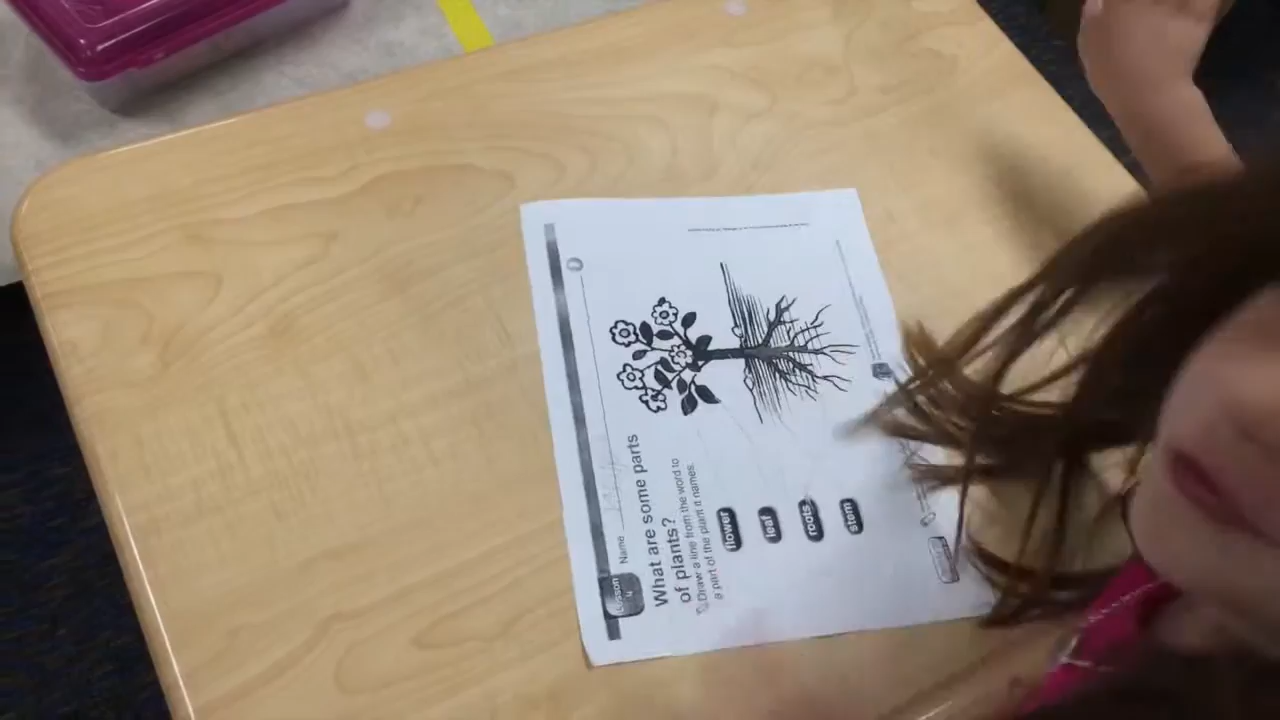 Lesson
4
Name
What are some parts
of plants?
Draw a line from the word to
a part of the plant it names.
flower
leaf
roots
stem